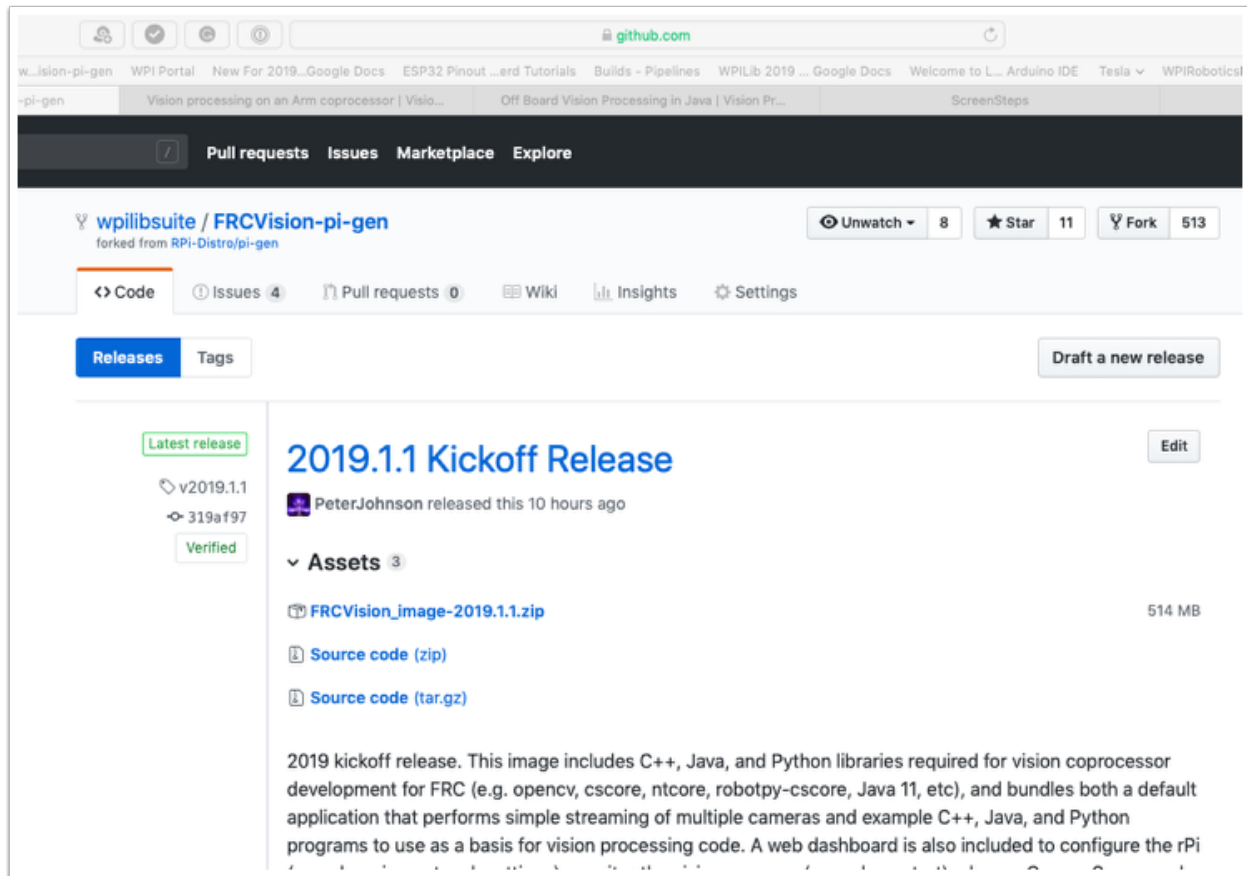 github.com
w...ision-pi-gen WPI Portal New For 2019...Google Docs ESP32 Pinout ...erd Tutorials Builds - Pipelines WPILib 2019 ... Google Docs Welcome to L... Arduino IDE Tesla WPIRobotics
-pi-gen Vision processing on an Arm coprocessor | Visio... Off Board Vision Processing in Java | Vision Pr... ScreenSteps
/ Pull requests Issues Marketplace Explore
wpilibsuite / FRCVision-pi-gen Unwatch 8 Star 11 Fork 513
forked from RPi-Distro/pi-gen
<> Code Issues 4 Pull requests 0 Wiki Insights Settings
Releases Tags Draft a new release
Latest release
2019.1.1 Kickoff Release Edit
v2019.1.1
PeterJohnson released this 10 hours ago
319af97
Verified
Assets 3
FRCVision_image-2019.1.1.zip 514 MB
Source code (zip)
Source code (tar.gz)
2019 kickoff release. This image includes C++, Java, and Python libraries required for vision coprocessor
development for FRC (e.g. opencv, cscore, ntcore, robotpy-cscore, Java 11, etc), and bundles both a default
application that performs simple streaming of multiple cameras and example C++, Java, and Python
programs to use as a basis for vision processing code. A web dashboard is also included to configure the rPi